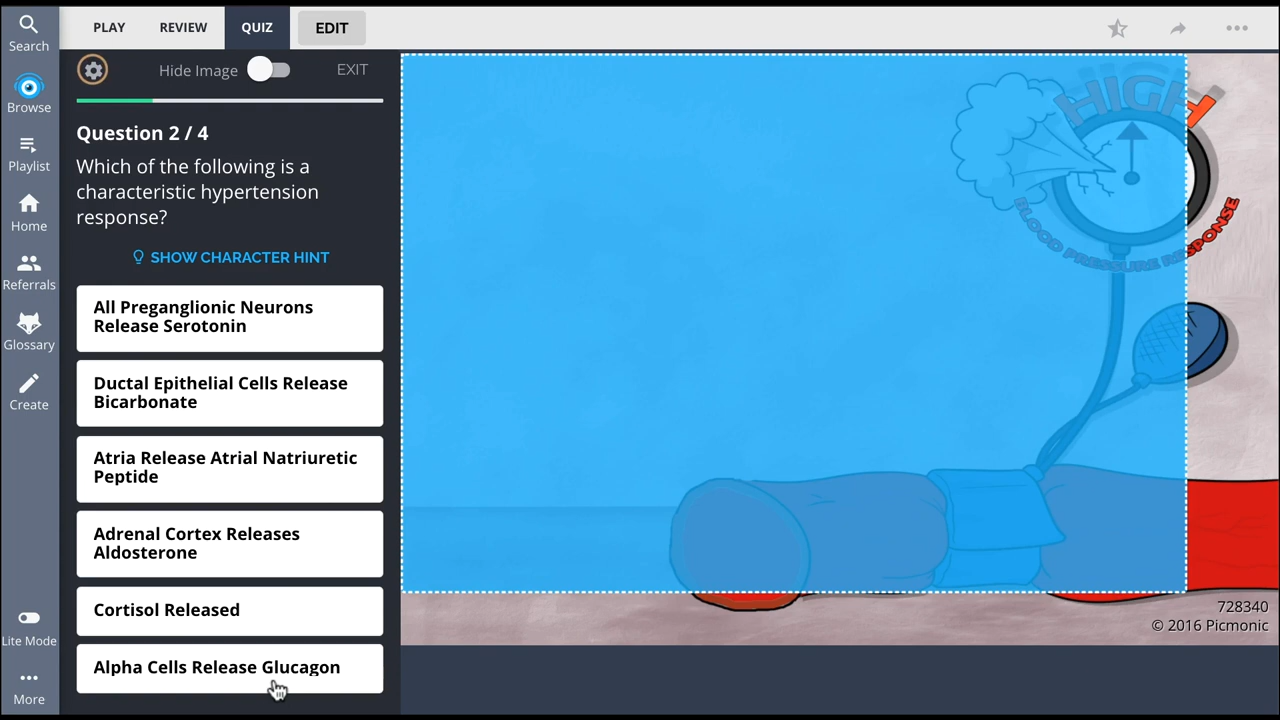 Search
Browse
Playlist
Home
Referrals
Glossary
Create
Lite Mode
More
PLAY
REVIEW
QUIZ
EDIT
Hide Image
EXIT
Question 2 / 4
Which of the following is a
characteristic hypertension
response?
SHOW CHARACTER HINT
All Preganglionic Neurons
Release Serotonin
Ductal Epithelial Cells Release
Bicarbonate
Atria Release Atrial Natriuretic
Peptide
Adrenal Cortex Releases
Aldosterone
Cortisol Released
Alpha Cells Release Glucagon
HIGH
BLOOD PRESSURE RESPONSE
728340
© 2016 Picmonic